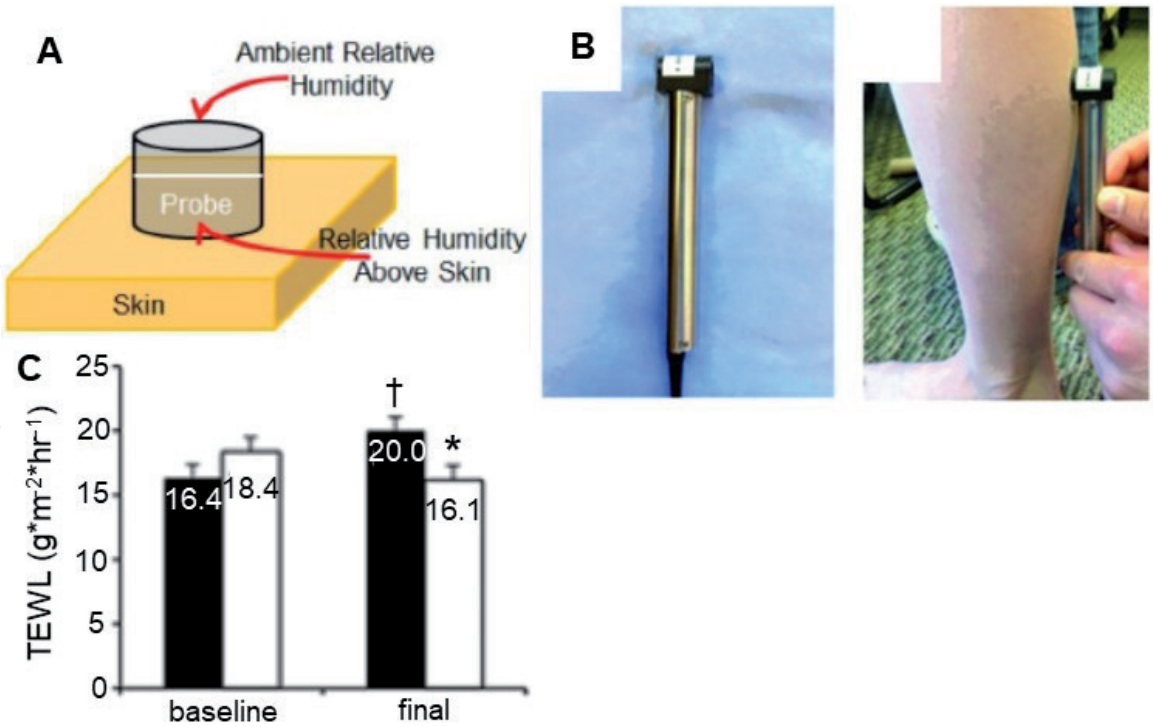 A
Ambient Relative
Humidity
Probe
Relative Humidity
Above Skin
Skin
B
C
TEWL (g*m-2*hr-1)
25
20
15
10
5
0
16.4
18.4
†
20.0
*
16.1
baseline
final